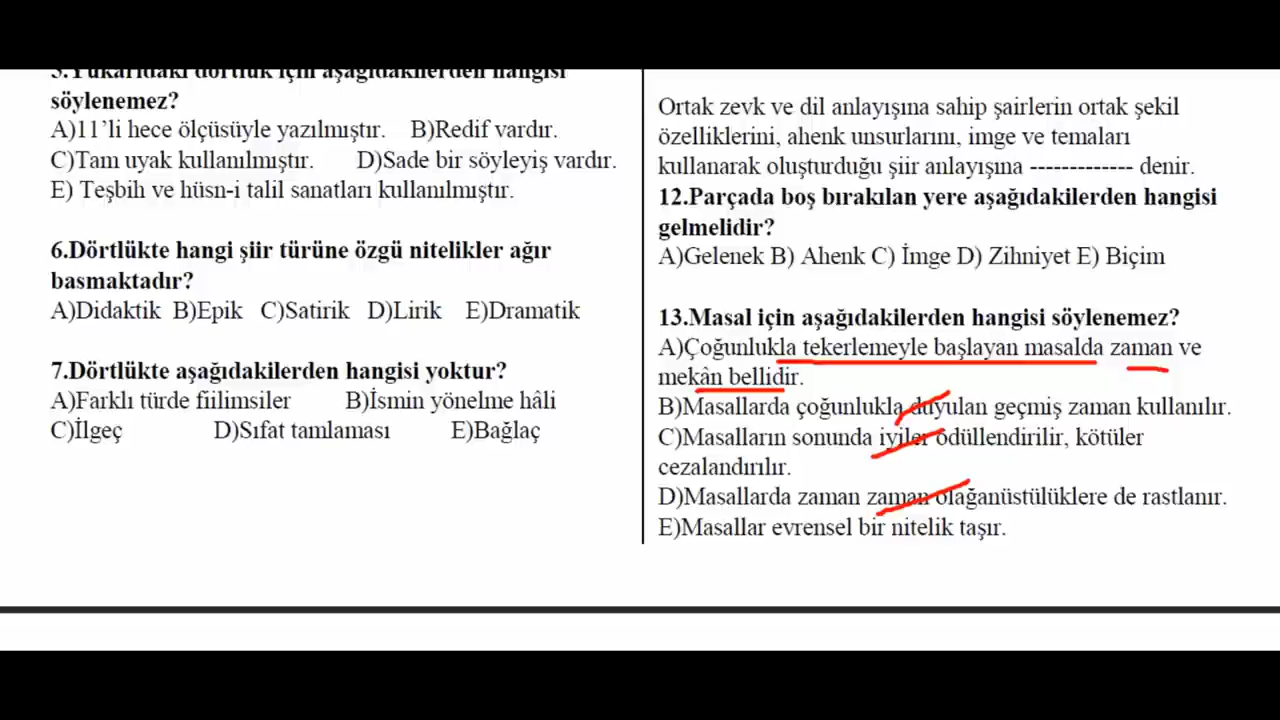 5.Yukarıdaki dörtlük için aşağıdakilerden hangisi
söylenemez?
A)11’li hece ölçüsüyle yazılmıştır. B)Redif vardır.
C)Tam uyak kullanılmıştır. D)Sade bir söyleyiş vardır.
E) Teşbih ve hüsn-i talil sanatları kullanılmıştır.
6.Dörtlükte hangi şiir türüne özgü nitelikler ağır
basmaktadır?
A)Didaktik B)Epik C)Satirik D)Lirik E)Dramatik
7.Dörtlükte aşağıdakilerden hangisi yoktur?
A)Farklı türde fiilimsiler B)İsmin yönelme hâli
C)İlgeç D)Sıfat tamlaması E)Bağlaç
Ortak zevk ve dil anlayışına sahip şairlerin ortak şekil
özelliklerini, ahenk unsurlarını, imge ve temaları
kullanarak oluşturduğu şiir anlayışına ------------- denir.
12.Parçada boş bırakılan yere aşağıdakilerden hangisi
gelmelidir?
A)Gelenek B) Ahenk C) İmge D) Zihniyet E) Biçim
13.Masal için aşağıdakilerden hangisi söylenemez?
A)Çoğunlukla tekerlemeyle başlayan masalda zaman ve
mekân bellidir.
B)Masallarda çoğunlukla duyulan geçmiş zaman kullanılır.
C)Masalların sonunda iyiler ödüllendirilir, kötüler
cezalandırılır.
D)Masallarda zaman zaman olağanüstülüklere de rastlanır.
E)Masallar evrensel bir nitelik taşır.